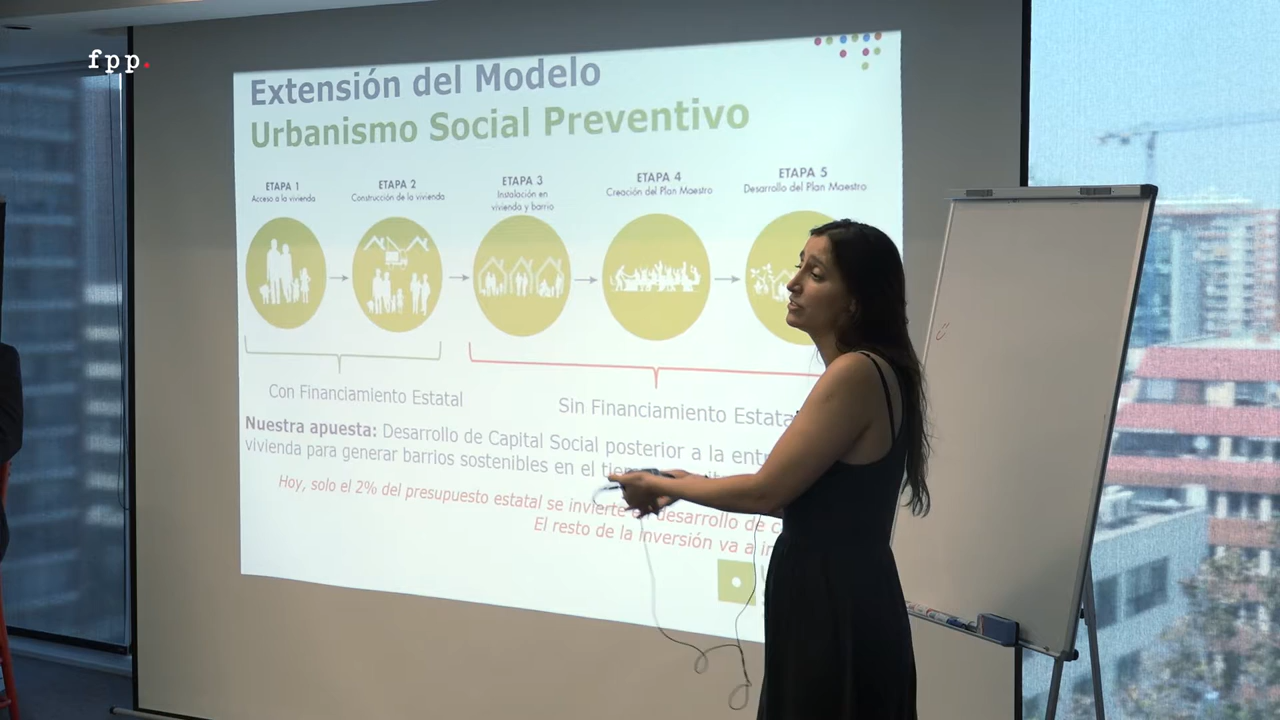 fpp.
Extensión del Modelo
Urbanismo Social Preventivo
ETAPA 1
Acceso a la vivienda
ETAPA 2
Construcción de la vivienda
ETAPA 3
Instalación en
vivienda y barrio
ETAPA 4
Creación del Plan Maestro
ETAPA 5
Desarrollo del Plan Maestro
Con Financiamiento Estatal
Sin Financiamiento Estatal
Nuestra apuesta: Desarrollo de Capital Social posterior a la
vivienda para generar barrios sostenibles en el
Hoy, solo el 2% del presupuesto estatal se invierte en desarrollo de
El resto de la inversión va a